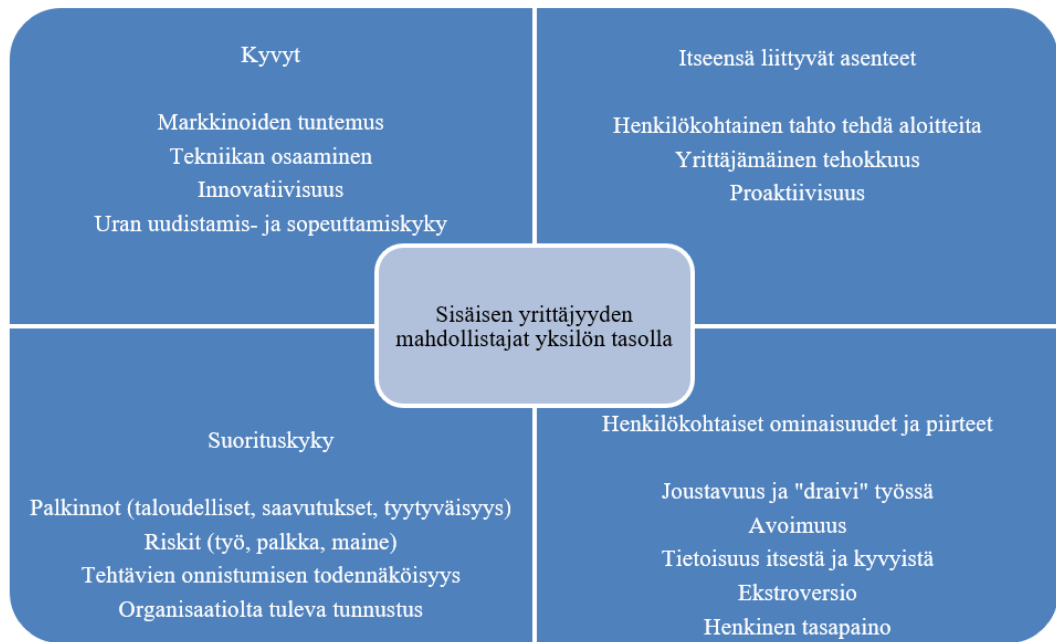 Kyvyt
Markkinoiden tuntemus
Tekniikan osaaminen
Innovatiivisuus
Uran uudistamis- ja sopeuttamiskyky
Itseensä liittyvät asenteet
Henkilökohtainen tahto tehdä aloitteita
Yrittäjämäinen tehokkuus
Proaktiivisuus
Sisäisen yrittäjyyden
mahdollistajat yksilön tasolla
Suorituskyky
Palkinnot (taloudelliset, saavutukset, tyytyväisyys)
Riskit (työ, palkka, maine)
Tehtävien onnistumisen todennäköisyys
Organisaatiolta tuleva tunnustus
Henkilökohtaiset ominaisuudet ja piirteet
Joustavuus ja "draivi" työssä
Avoimuus
Tietoisuus itsestä ja kyvyistä
Ekstroversio
Henkinen tasapaino